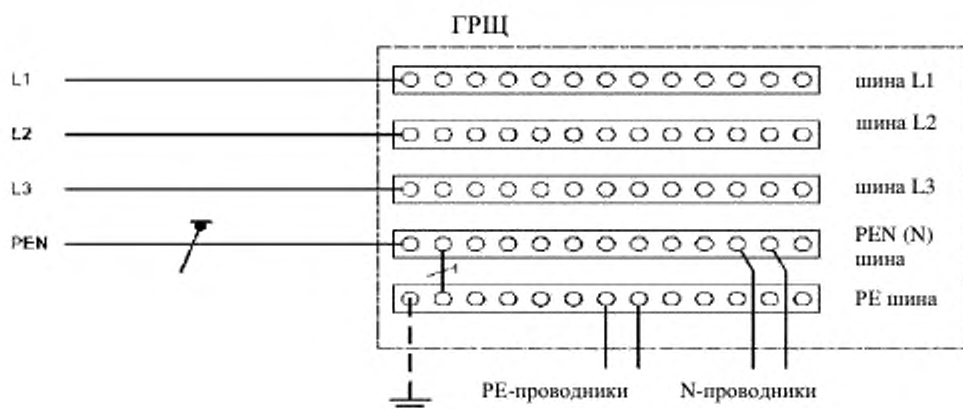 ГРЩ
L1
шина L1
L2
шина L2
L3
шина L3
PEN
PEN (N)
шина
PE шина
PE-проводники
N-проводники